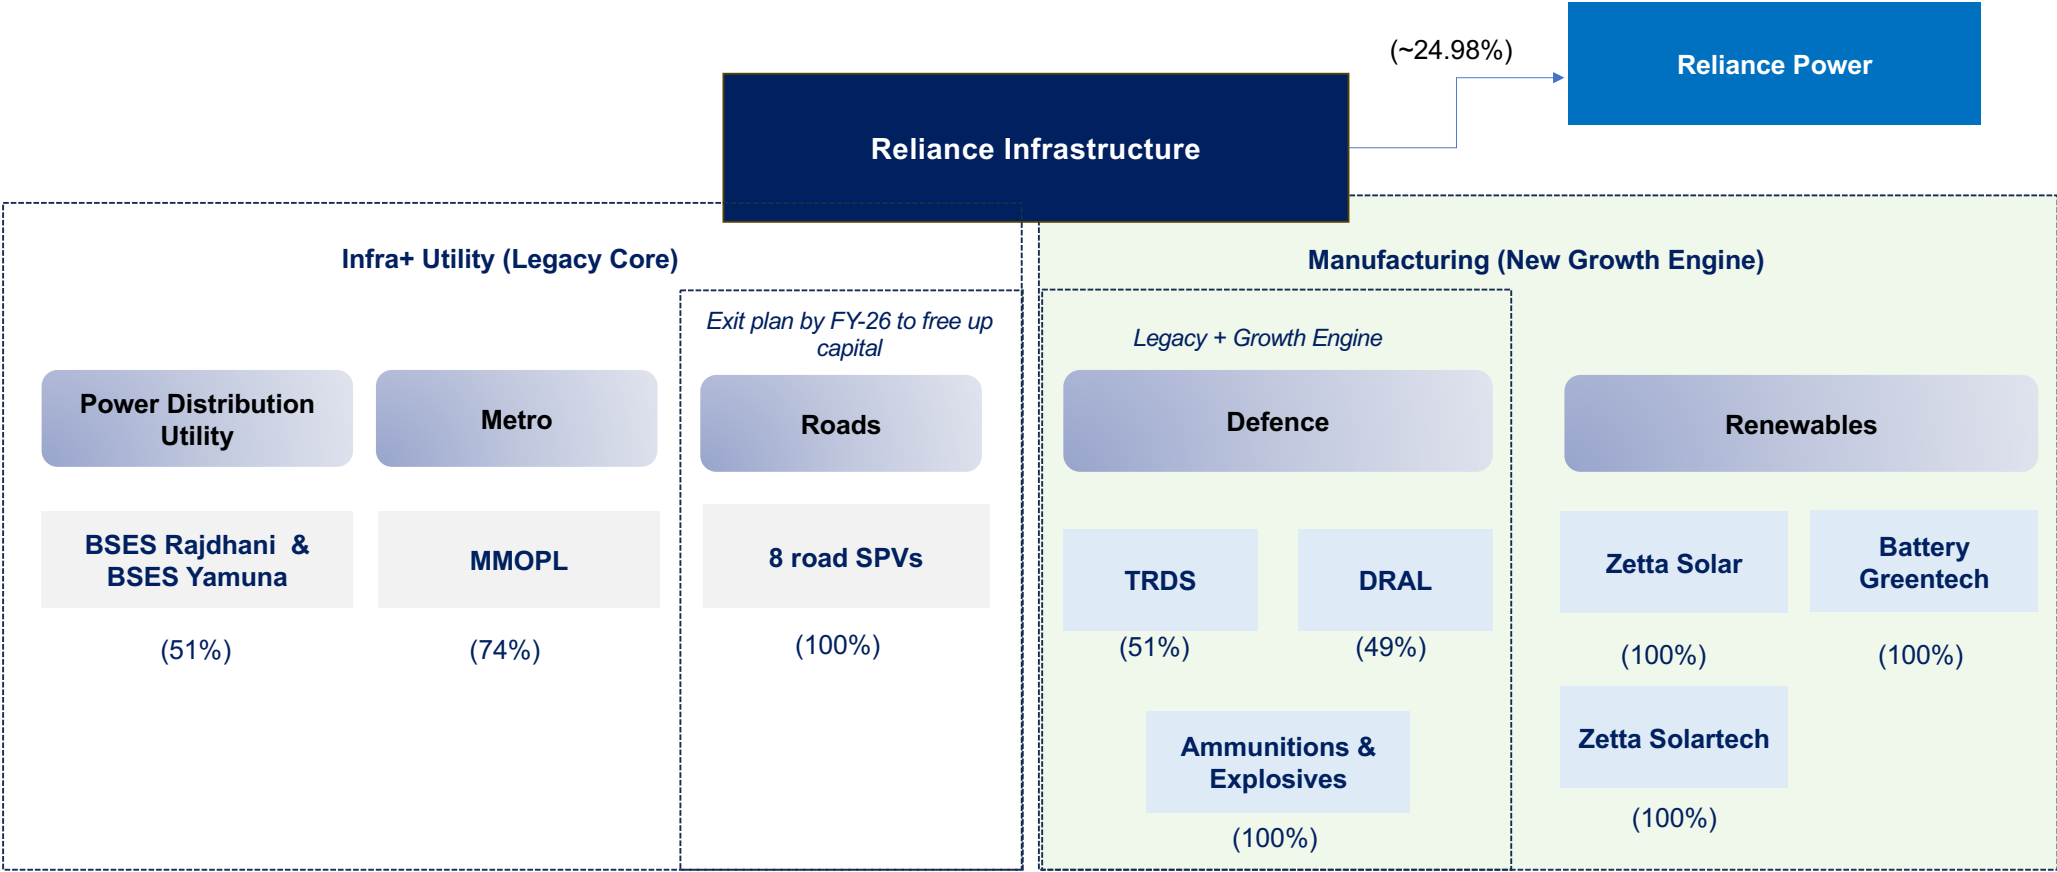 (~24.98%)
Reliance Power
Reliance Infrastructure
Infra+ Utility (Legacy Core)
Exit plan by FY-26 to free up
capital
Power Distribution
Utility
Metro
Roads
BSES Rajdhani  &
BSES Yamuna
MMOPL
8 road SPVs
(51%)
(74%)
(100%)
Manufacturing (New Growth Engine)
Legacy + Growth Engine
Defence
Renewables
TRDS
DRAL
(51%)
(49%)
Ammunitions &
Explosives
(100%)
Zetta Solar
Battery
Greentech
(100%)
(100%)
Zetta Solartech
(100%)